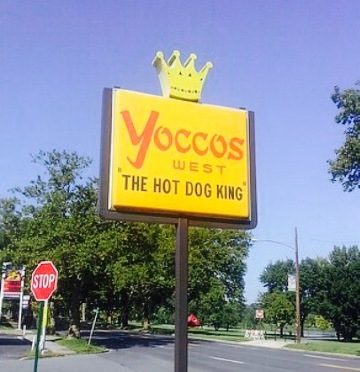 Yoccos
WEST
"THE HOT DOG KING"
STOP